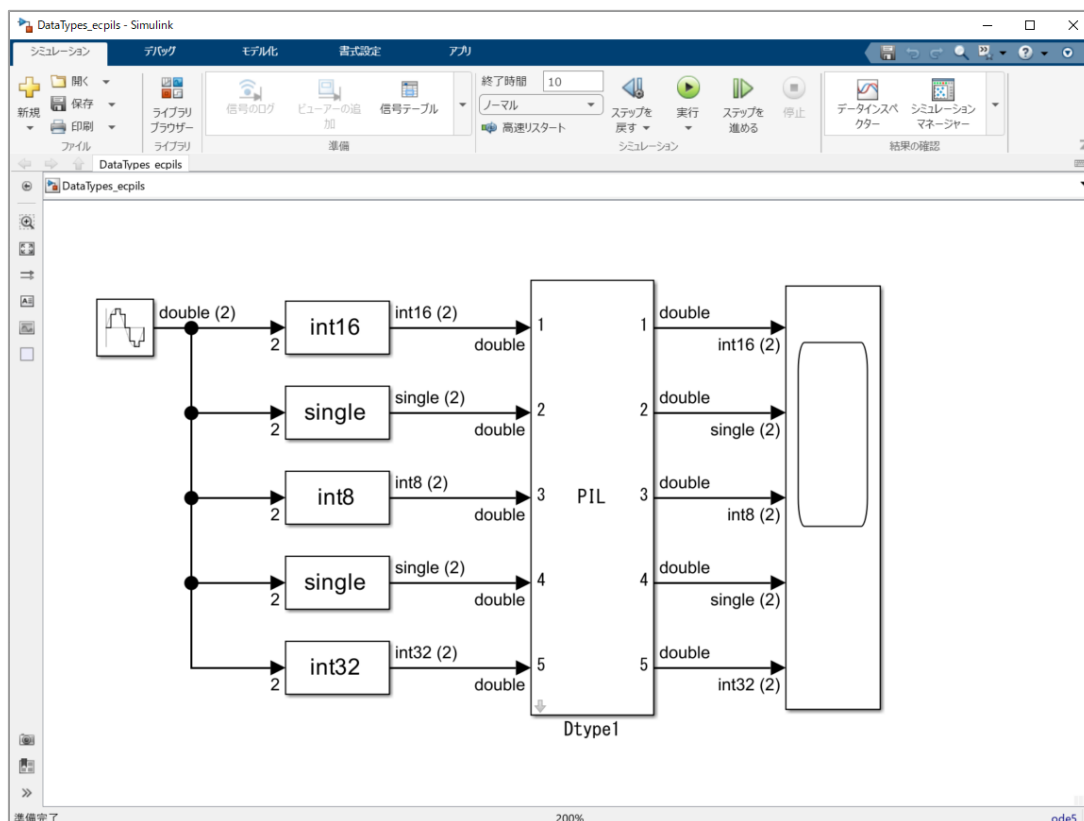 DataTypes_ecpils - Simulink
シミュレーション デバッグ モデル化 書式設定 アプリ
新規
開く
保存
印刷
ファイル
ライブラリ
ブラウザー
ライブラリ
信号のログ
ビューアーの追
加
信号テーブル
準備
終了時間 10
ノーマル
高速リスタート
ステップを
戻す
実行
ステップを
進める
停止
シミュレーション
データインスペ
クター
シミュレーション
マネージャー
結果の確認
DataTypes_ecpils
DataTypes_ecpils
double (2)
2 int16 int16 (2) double 1
2 single single (2) double 2
2 int8 int8 (2) double 3
2 single single (2) double 4
2 int32 int32 (2) double 5
PIL
1 double int16 (2)
2 double single (2)
3 double int8 (2)
4 double single (2)
5 double int32 (2)
Dtype1
準備完了 200% ode5